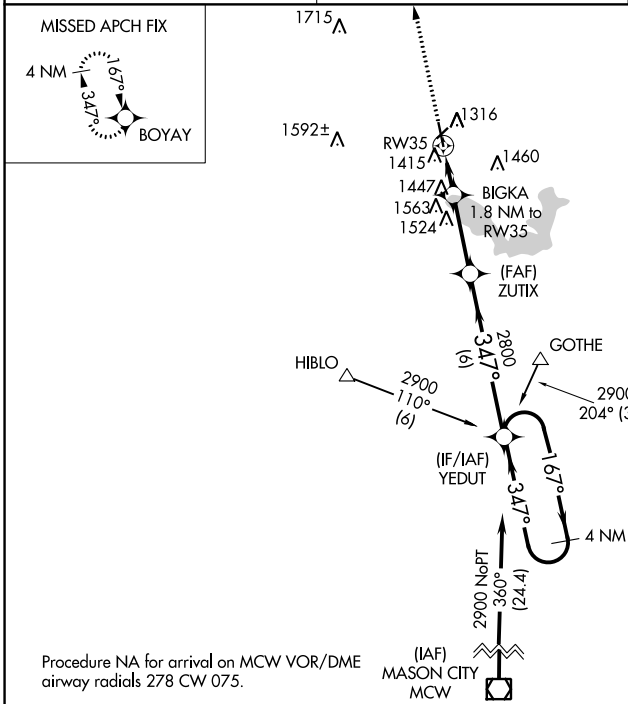 MISSED APCH FIX
4 NM
167°
347°
BOYAY
1715
1592±
1316
RW35
1415
1460
1447
BIGKA
1563
1.8 NM to
1524
RW35
(FAF)
ZUTIX
2800
347°
(6)
GOTHE
HIBLO
2900
110°
(6)
2900
204° (3
(IF/IAF)
YEDUT
167°
347°
4 NM
2900 NoPT
360°
(24.4)
(IAF)
MASON CITY
MCW
Procedure NA for arrival on MCW VOR/DME
airway radials 278 CW 075.